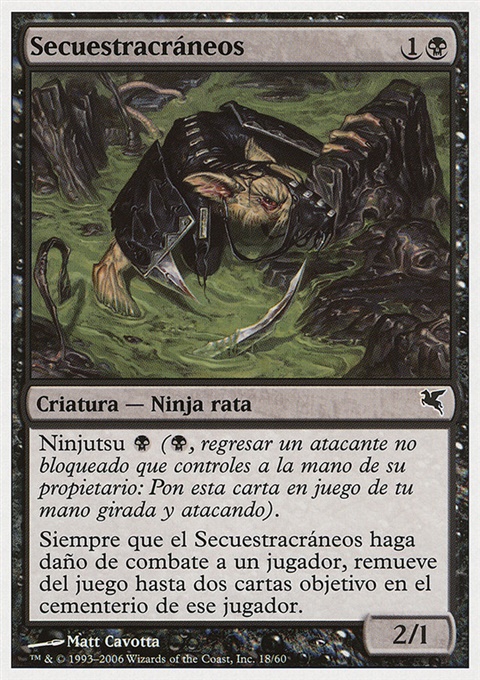 Secuestracráneos 1
Criatura — Ninja rata
Ninjutsu (, regresar un atacante no
bloqueado que controles a la mano de su
propietario: Pon esta carta en juego de tu
mano girada y atacando).
Siempre que el Secuestracráneos haga
daño de combate a un jugador, remueve
del juego hasta dos cartas objetivo en el
cementerio de ese jugador.
Matt Cavotta
2/1
™ & © 1993–2006 Wizards of the Coast, Inc. 18/60